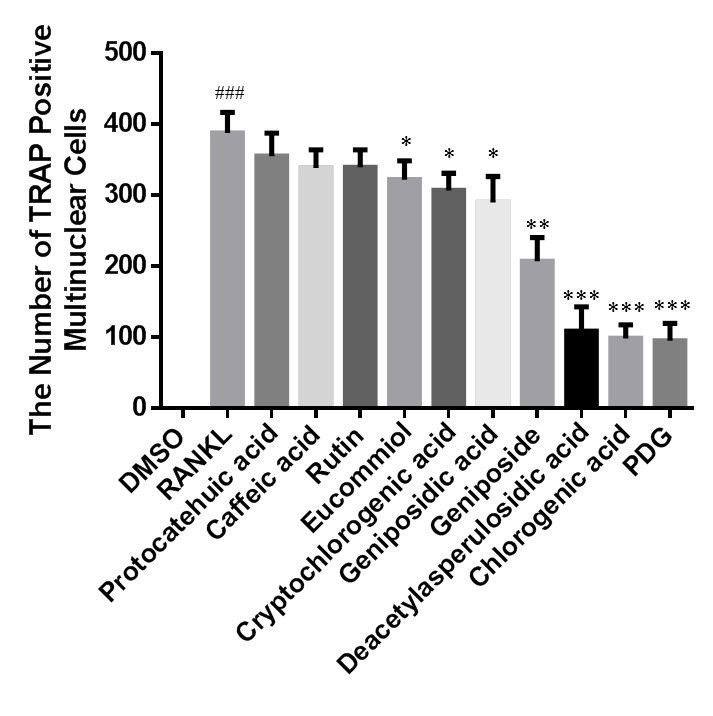 The Number of TRAP Positive
Multinuclear Cells
500
400
300
200
100
0
###
*
*
*
**
***
***
***
DMSO
RANKL
Protocatehuic acid
Caffeic acid
Rutin
Eucommiol
Cryptochlorogenic acid
Geniposidic acid
Geniposide
Deacetylasperulosidic acid
Chlorogenic acid
PDG